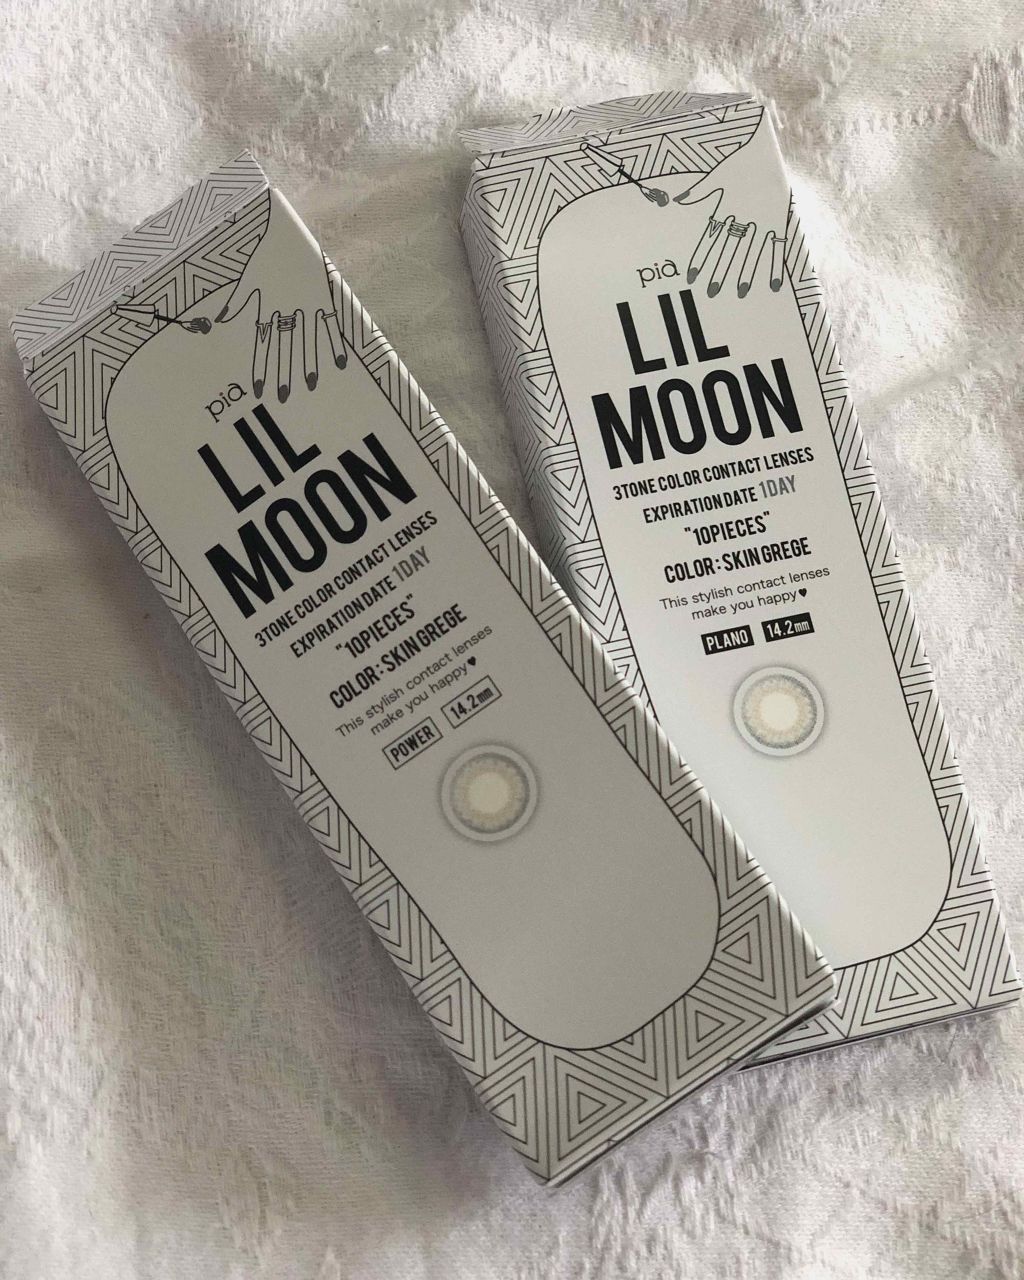 pià
LIL
MOON
3TONE COLOR CONTACT LENSES
EXPIRATION DATE 1DAY
"10PIECES"
COLOR: SKIN GREGE
This stylish contact lenses
make you happy♥
POWER 14.2mm
pià
LIL
MOON
3TONE COLOR CONTACT LENSES
EXPIRATION DATE 1DAY
"10PIECES"
COLOR: SKIN GREGE
This stylish contact lenses
make you happy♥
PLANO 14.2mm